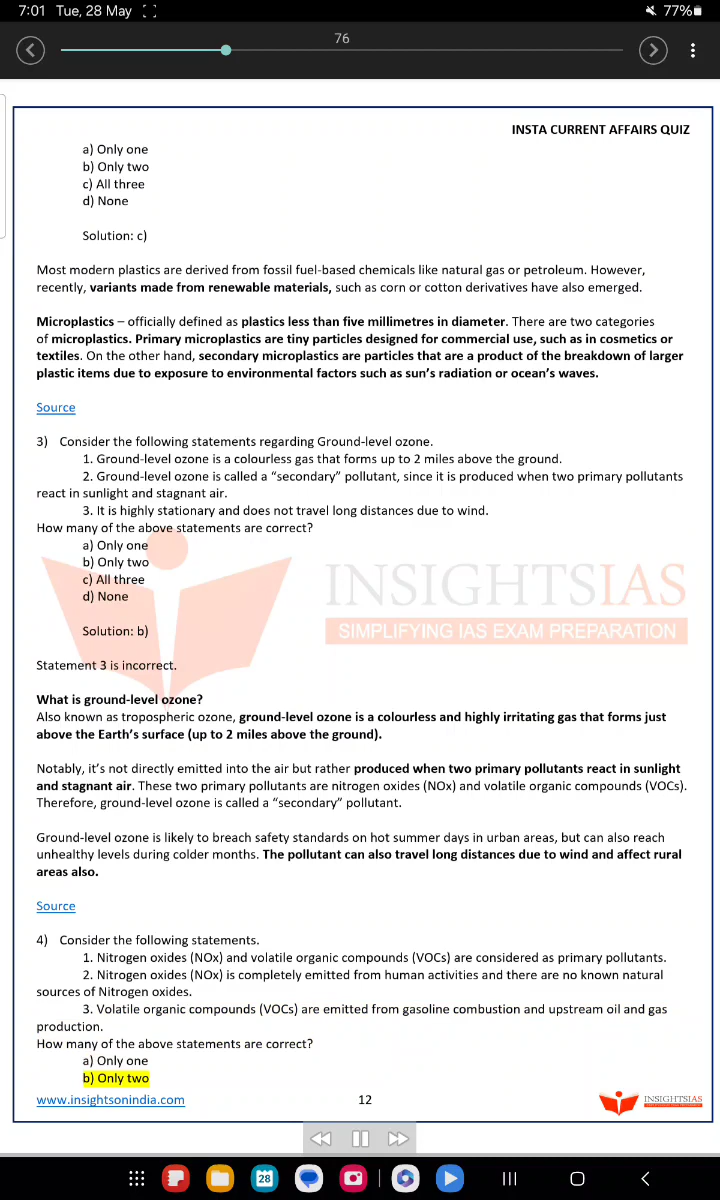 7:01 Tue, 28 May
77%
76
INSTA CURRENT AFFAIRS QUIZ
a) Only one
b) Only two
c) All three
d) None
Solution: c)
Most modern plastics are derived from fossil fuel-based chemicals like natural gas or petroleum. However,
recently, variants made from renewable materials, such as corn or cotton derivatives have also emerged.
Microplastics – officially defined as plastics less than five millimetres in diameter. There are two categories
of microplastics. Primary microplastics are tiny particles designed for commercial use, such as in cosmetics or
textiles. On the other hand, secondary microplastics are particles that are a product of the breakdown of larger
plastic items due to exposure to environmental factors such as sun’s radiation or ocean’s waves.
Source
3) Consider the following statements regarding Ground-level ozone.
1. Ground-level ozone is a colourless gas that forms up to 2 miles above the ground.
2. Ground-level ozone is called a “secondary” pollutant, since it is produced when two primary pollutants
react in sunlight and stagnant air.
3. It is highly stationary and does not travel long distances due to wind.
How many of the above statements are correct?
a) Only one
b) Only two
c) All three
d) None
INSIGHTSIAS
SIMPLIFYING IAS EXAM PREPARATION
Solution: b)
Statement 3 is incorrect.
What is ground-level ozone?
Also known as tropospheric ozone, ground-level ozone is a colourless and highly irritating gas that forms just
above the Earth’s surface (up to 2 miles above the ground).
Notably, it’s not directly emitted into the air but rather produced when two primary pollutants react in sunlight
and stagnant air. These two primary pollutants are nitrogen oxides (NOx) and volatile organic compounds (VOCs).
Therefore, ground-level ozone is called a “secondary” pollutant.
Ground-level ozone is likely to breach safety standards on hot summer days in urban areas, but can also reach
unhealthy levels during colder months. The pollutant can also travel long distances due to wind and affect rural
areas also.
Source
4) Consider the following statements.
1. Nitrogen oxides (NOx) and volatile organic compounds (VOCs) are considered as primary pollutants.
2. Nitrogen oxides (NOx) is completely emitted from human activities and there are no known natural
sources of Nitrogen oxides.
3. Volatile organic compounds (VOCs) are emitted from gasoline combustion and upstream oil and gas
production.
How many of the above statements are correct?
a) Only one
b) Only two
www.insightsonindia.com
12
INSIGHTSIAS
28